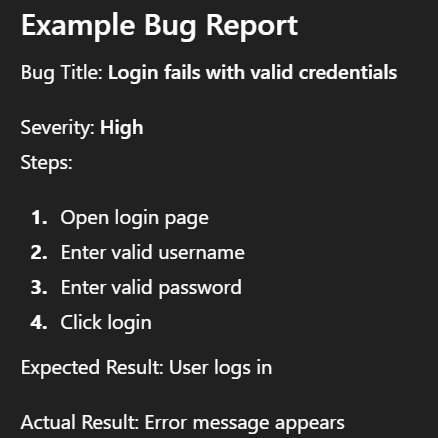 Example Bug Report
Bug Title: Login fails with valid credentials
Severity: High
Steps:
1. Open login page
2. Enter valid username
3. Enter valid password
4. Click login
Expected Result: User logs in
Actual Result: Error message appears